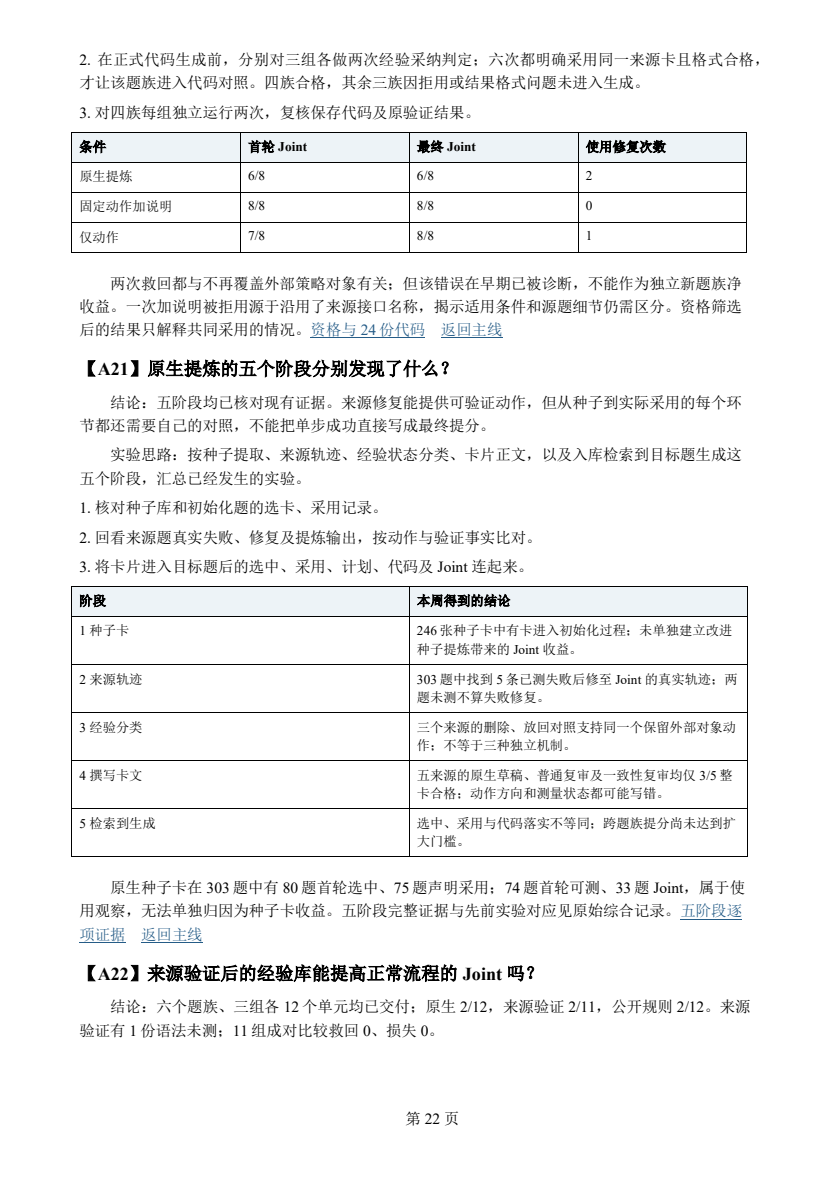 2. 在正式代码生成前，分别对三组各做两次经验采纳判定；六次都明确采用同一来源卡且格式合格，
才让该题族进入代码对照。四族合格，其余三族因拒用或结果格式问题未进入生成。
3. 对四族每组独立运行两次，复核保存代码及原验证结果。
条件 首轮 Joint 最终 Joint 使用修复次数
原生提炼 6/8 6/8 2
固定动作加说明 8/8 8/8 0
仅动作 7/8 8/8 1
两次救回都与不再覆盖外部策略对象有关；但该错误在早期已被诊断，不能作为独立新题族净
收益。一次加说明被拒用源于沿用了来源接口名称，揭示适用条件和源题细节仍需区分。资格筛选
后的结果只解释共同采用的情况。资格与 24 份代码 返回主线
【A21】原生提炼的五个阶段分别发现了什么？
结论：五阶段均已核对现有证据。来源修复能提供可验证动作，但从种子到实际采用的每个环
节都还需要自己的对照，不能把单步成功直接写成最终提分。
实验思路：按种子提取、来源轨迹、经验状态分类、卡片正文，以及入库检索到目标题生成这
五个阶段，汇总已经发生的实验。
1. 核对种子库和初始化题的选卡、采用记录。
2. 回看来源题真实失败、修复及提炼输出，按动作与验证事实比对。
3. 将卡片进入目标题后的选中、采用、计划、代码及 Joint 连起来。
阶段 本周得到的结论
1 种子卡 246 张种子卡中有卡进入初始化过程；未单独建立改进
种子提炼带来的 Joint 收益。
2 来源轨迹 303 题中找到 5 条已测失败后修至 Joint 的真实轨迹；两
题未测不算失败修复。
3 经验分类 三个来源的删除、放回对照支持同一个保留外部对象动
作；不等于三种独立机制。
4 撰写卡文 五来源的原生草稿、普通复审及一致性复审均仅 3/5 整
卡合格；动作方向和测量状态都可能写错。
5 检索到生成 选中、采用与代码落实不等同；跨题族提分尚未达到扩
大门槛。
原生种子卡在 303 题中有 80 题首轮选中、75 题声明采用；74 题首轮可测、33 题 Joint，属于使
用观察，无法单独归因为种子卡收益。五阶段完整证据与先前实验对应见原始综合记录。五阶段逐
项证据 返回主线
【A22】来源验证后的经验库能提高正常流程的 Joint 吗？
结论：六个题族、三组各 12 个单元均已交付；原生 2/12，来源验证 2/11，公开规则 2/12。来源
验证有 1 份语法未测；11 组成对比较救回 0、损失 0。
第 22 页